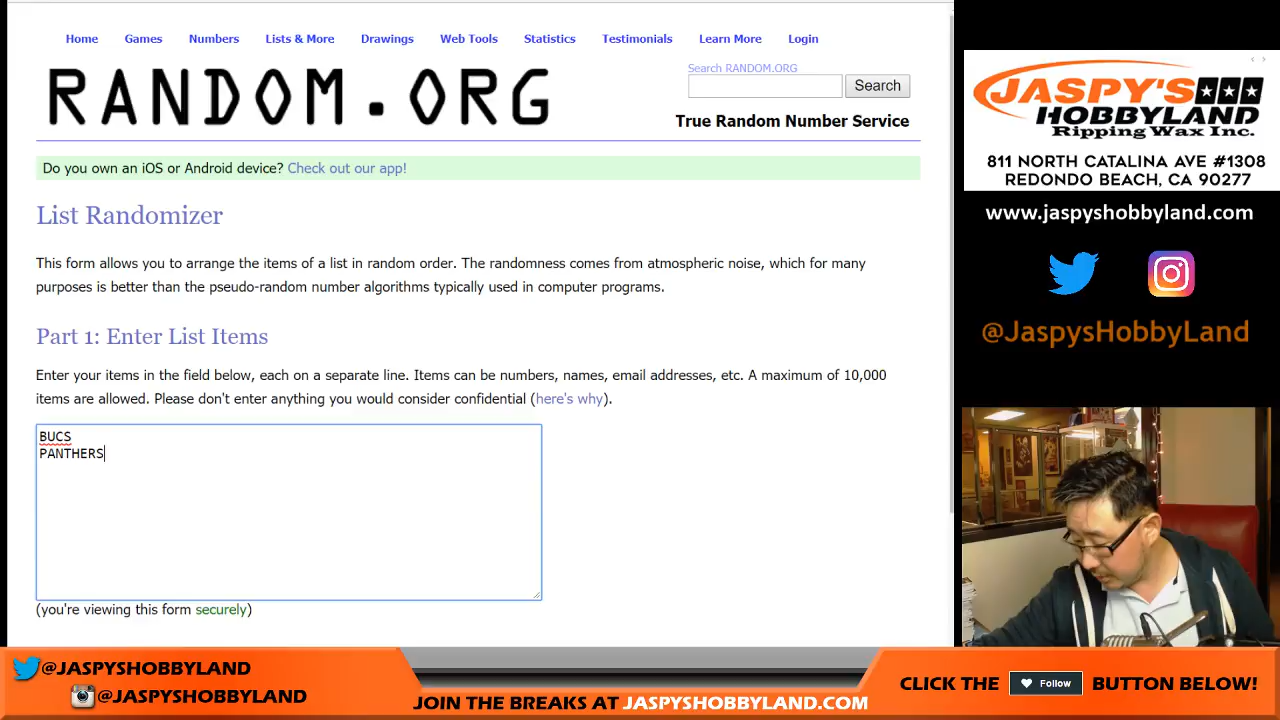 Home Games Numbers Lists & More Drawings Web Tools Statistics Testimonials Learn More Login
RANDOM.ORG
Search RANDOM.ORG
Search
True Random Number Service
Do you own an iOS or Android device? Check out our app!
List Randomizer
This form allows you to arrange the items of a list in random order. The randomness comes from atmospheric noise, which for many
purposes is better than the pseudo-random number algorithms typically used in computer programs.
Part 1: Enter List Items
Enter your items in the field below, each on a separate line. Items can be numbers, names, email addresses, etc. A maximum of 10,000
items are allowed. Please don't enter anything you would consider confidential (here's why).
BUCS
PANTHERS
(you're viewing this form securely)
JASPY'S
HOBBYLAND
Ripping Wax Inc.
811 NORTH CATALINA AVE #1308
REDONDO BEACH, CA 90277
www.jaspyshobbyland.com
@JaspysHobbyLand
@JASPYSHOBBYLAND
@JASPYSHOBBYLAND
JOIN THE BREAKS AT JASPYSHOBBYLAND.COM
CLICK THE Follow BUTTON BELOW!